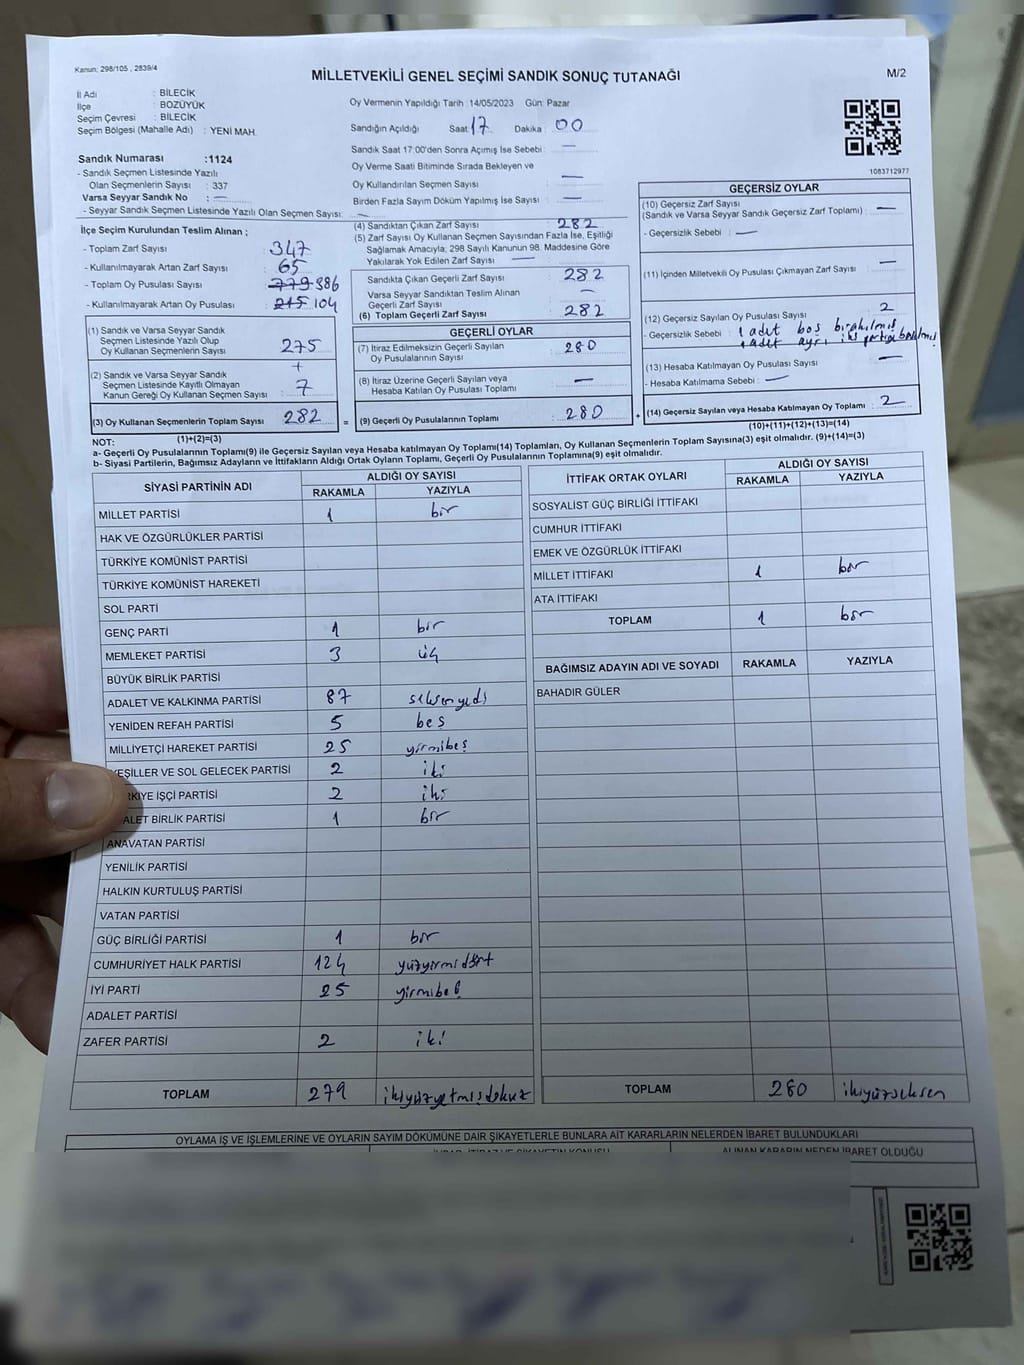 Kanun: 298/105 , 2839/4
MİLLETVEKİLİ GENEL SEÇİMİ SANDIK SONUÇ TUTANAĞI
M/2
İl Adı : BİLECİK
İlçe : BOZÜYÜK
Seçim Çevresi : BİLECİK
Seçim Bölgesi (Mahalle Adı) : YENİ MAH.
Sandık Numarası :1124
- Sandık Seçmen Listesinde Yazılı
Olan Seçmenlerin Sayısı : 337
Varsa Seyyar Sandık No : —
- Seyyar Sandık Seçmen Listesinde Yazılı Olan Seçmen Sayısı: —
Oy Vermenin Yapıldığı Tarih :14/05/2023 Gün: Pazar
Sandığın Açıldığı Saat 17 Dakika : 00
Sandık Saat 17:00'den Sonra Açılmış İse Sebebi : —
Oy Verme Saati Bitiminde Sırada Bekleyen ve
Oy Kullandırılan Seçmen Sayısı —
Birden Fazla Sayım Döküm Yapılmış İse Sayısı : —
1083712977
İlçe Seçim Kurulundan Teslim Alınan ;
- Toplam Zarf Sayısı : 347
- Kullanılmayarak Artan Zarf Sayısı : 65
- Toplam Oy Pusulası Sayısı : 779 386
- Kullanılmayarak Artan Oy Pusulası : 215 104
(1) Sandık ve Varsa Seyyar Sandık
Seçmen Listesinde Yazılı Olup
Oy Kullanan Seçmenlerin Sayısı : 275
+
(2) Sandık ve Varsa Seyyar Sandık
Seçmen Listesinde Kayıtlı Olmayan
Kanun Gereği Oy Kullanan Seçmen Sayısı : 7
(3) Oy Kullanan Seçmenlerin Toplam Sayısı : 282 =
(1)+(2)=(3)
(4) Sandıktan Çıkan Zarf Sayısı : 282
(5) Zarf Sayısı Oy Kullanan Seçmen Sayısından Fazla İse, Eşitliği
Sağlamak Amacıyla; 298 Sayılı Kanunun 98. Maddesine Göre
Yakılarak Yok Edilen Zarf Sayısı : —
Sandıkta Çıkan Geçerli Zarf Sayısı : 282
Varsa Seyyar Sandıktan Teslim Alınan
Geçerli Zarf Sayısı : —
(6) Toplam Geçerli Zarf Sayısı : 282
GEÇERLİ OYLAR
(7) İtiraz Edilmeksizin Geçerli Sayılan
Oy Pusulalarının Sayısı : 280
(8) İtiraz Üzerine Geçerli Sayılan veya
Hesaba Katılan Oy Pusulası Toplamı : —
(9) Geçerli Oy Pusulalarının Toplamı : 280 +
GEÇERSİZ OYLAR
(10) Geçersiz Zarf Sayısı : —
(Sandık ve Varsa Seyyar Sandık Geçersiz Zarf Toplamı)
- Geçersizlik Sebebi : —
(11) İçinden Milletvekili Oy Pusulası Çıkmayan Zarf Sayısı : —
(12) Geçersiz Sayılan Oy Pusulası Sayısı : 2
- Geçersizlik Sebebi : 1 adet boş bırakılmış
1 adet ayrı iki partiye basılmış
(13) Hesaba Katılmayan Oy Pusulası Sayısı : —
- Hesaba Katılmama Sebebi : —
(14) Geçersiz Sayılan veya Hesaba Katılmayan Oy Toplamı : 2
(10)+(11)+(12)+(13)=(14)
NOT:
a- Geçerli Oy Pusulalarının Toplamı(9) ile Geçersiz Sayılan veya Hesaba katılmayan Oy Toplamı(14) Toplamları, Oy Kullanan Seçmenlerin Toplam Sayısına(3) eşit olmalıdır. (9)+(14)=(3)
b- Siyasi Partilerin, Bağımsız Adayların ve İttifakların Aldığı Ortak Oyların Toplamı, Geçerli Oy Pusulalarının Toplamına(9) eşit olmalıdır.
SİYASİ PARTİNİN ADI ALDIĞI OY SAYISI
RAKAMLA YAZIYLA
MİLLET PARTİSİ 1 bir
HAK VE ÖZGÜRLÜKLER PARTİSİ
TÜRKİYE KOMÜNİST PARTİSİ
TÜRKİYE KOMÜNİST HAREKETİ
SOL PARTİ
GENÇ PARTİ 1 bir
MEMLEKET PARTİSİ 3 üç
BÜYÜK BİRLİK PARTİSİ
ADALET VE KALKINMA PARTİSİ 87 seksenyedi
YENİDEN REFAH PARTİSİ 5 beş
MİLLİYETÇİ HAREKET PARTİSİ 25 yirmibeş
YEŞİLLER VE SOL GELECEK PARTİSİ 2 iki
RKİYE İŞÇİ PARTİSİ 2 iki
ALET BİRLİK PARTİSİ 1 bir
ANAVATAN PARTİSİ
YENİLİK PARTİSİ
HALKIN KURTULUŞ PARTİSİ
VATAN PARTİSİ
GÜÇ BİRLİĞİ PARTİSİ 1 bir
CUMHURİYET HALK PARTİSİ 124 yüzyirmidört
İYİ PARTİ 25 yirmibeş
ADALET PARTİSİ
ZAFER PARTİSİ 2 iki
TOPLAM 279 ikiyüzyetmişdokuz
İTTİFAK ORTAK OYLARI ALDIĞI OY SAYISI
RAKAMLA YAZIYLA
SOSYALİST GÜÇ BİRLİĞİ İTTİFAKI
CUMHUR İTTİFAKI
EMEK VE ÖZGÜRLÜK İTTİFAKI
MİLLET İTTİFAKI 1 bir
ATA İTTİFAKI
TOPLAM 1 bir
BAĞIMSIZ ADAYIN ADI VE SOYADI RAKAMLA YAZIYLA
BAHADIR GÜLER
TOPLAM 280 ikiyüzseksen
OYLAMA İŞ VE İŞLEMLERİNE VE OYLARIN SAYIM DÖKÜMÜNE DAİR ŞİKAYETLERLE BUNLARA AİT KARARLARIN NELERDEN İBARET BULUNDUKLARI
ALINAN KARARIN NEDEN İBARET OLDUĞU